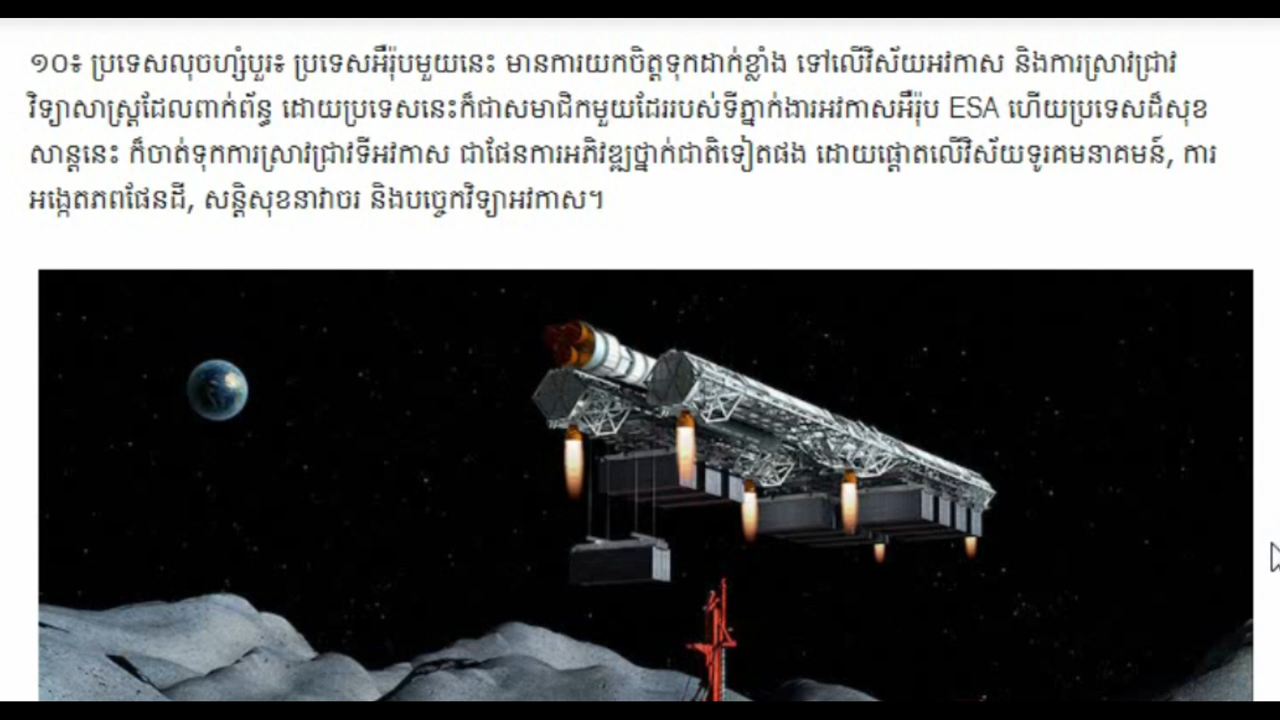 ១០៖ ប្រទេសលុចហ្សំបួរ៖ ប្រទេសអឺរ៉ុបមួយនេះ មានការយកចិត្តទុកដាក់ខ្លាំង ទៅលើវិស័យអវកាស និងការស្រាវជ្រាវ
វិទ្យាសាស្ត្រដែលពាក់ព័ន្ធ ដោយប្រទេសនេះក៏ជាសមាជិកមួយដែររបស់ទីភ្នាក់ងារអវកាសអឺរ៉ុប ESA ហើយប្រទេសដ៏សុខ
សាន្តនេះ ក៏ចាត់ទុកការស្រាវជ្រាវទីអវកាស ជាផែនការអភិវឌ្ឍថ្នាក់ជាតិទៀតផង ដោយផ្តោតលើវិស័យទូរគមនាគមន៍, ការ
អង្កេតភពផែនដី, សន្តិសុខនាវាចរ និងបច្ចេកវិទ្យាអវកាស។